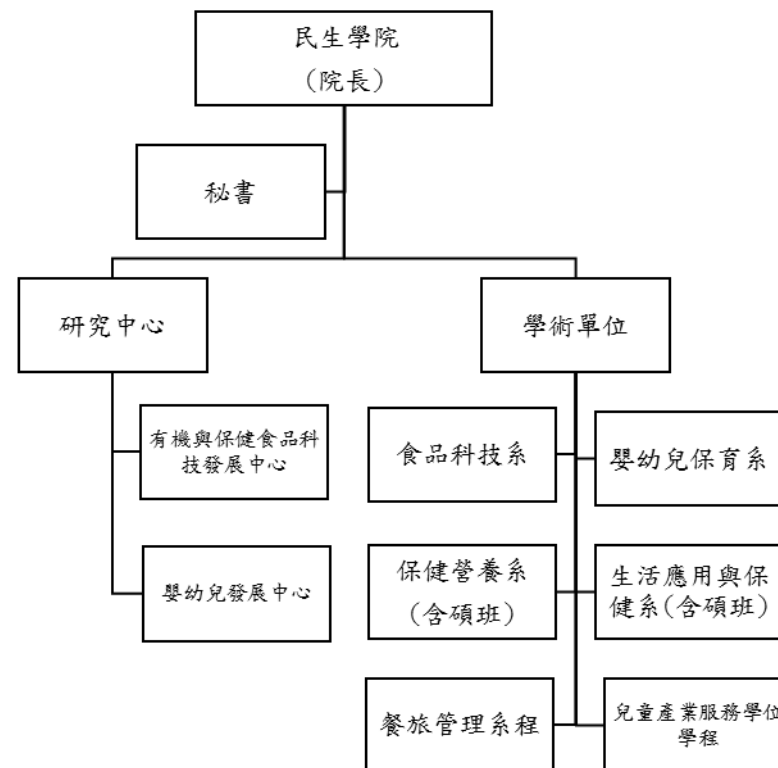 民生學院
(院長)
秘書
研究中心
學術單位
有機與保健食品科
技發展中心
嬰幼兒發展中心
食品科技系
嬰幼兒保育系
保健營養系
(含碩班)
生活應用與保
健系(含碩班)
餐旅管理系程
兒童產業服務學位
學程